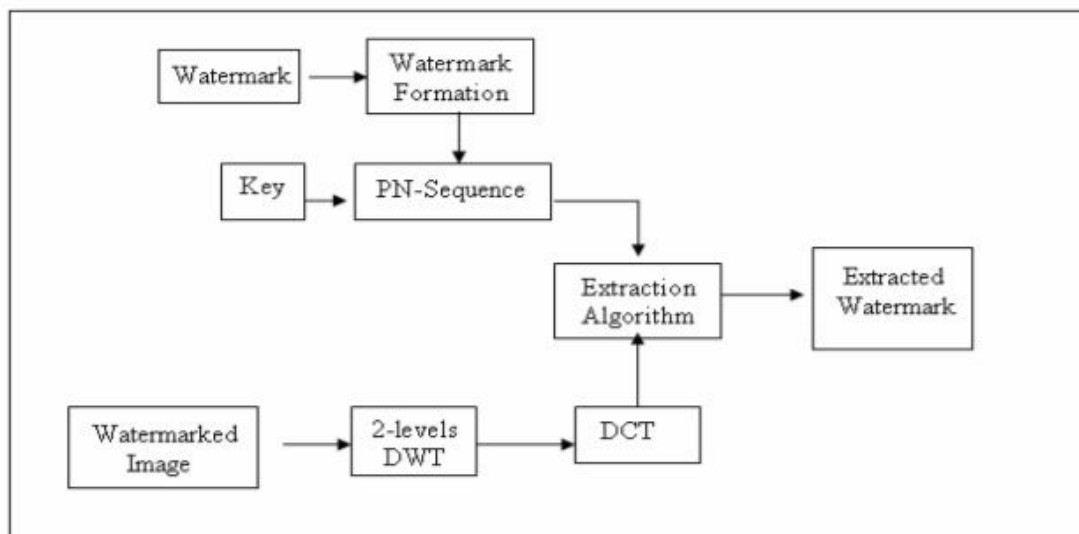 Watermark
Watermark
Formation
Key
PN-Sequence
Extraction
Algorithm
Extracted
Watermark
Watermarked
Image
2-levels
DWT
DCT